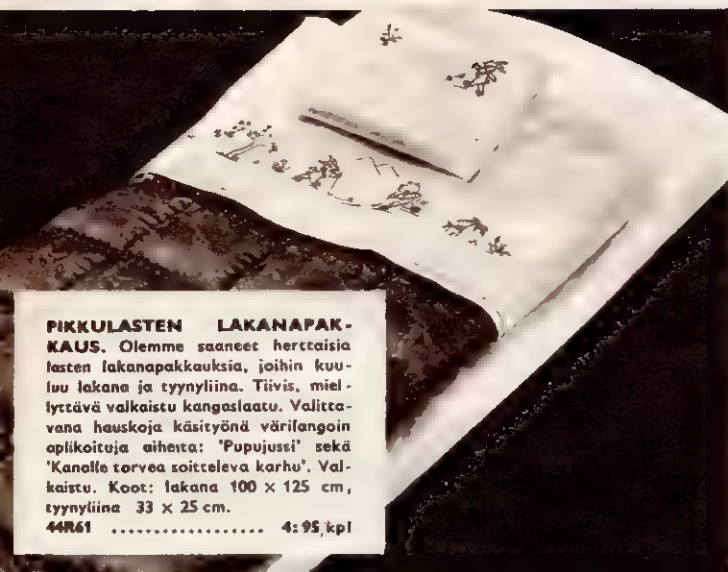 PIKKULASTEN LAKANAPAK-
KAUS. Olemme saaneet herttaisia
lasten lakanapakkauksia, joihin kuu-
luu lakana ja tyynyliina. Tiivis, miel-
lyttävä valkaistu kangaslaatu. Valitta-
vana hauskoja käsityönä värilangoin
aplikoituja aiheita: 'Pupujussi' sekä
'Kanalle torvea soitteleva karhu'. Val-
kaistu. Koot: lakana 100 × 125 cm,
tyynyliina 33 × 25 cm.
44R61 .................. 4:95 kpl